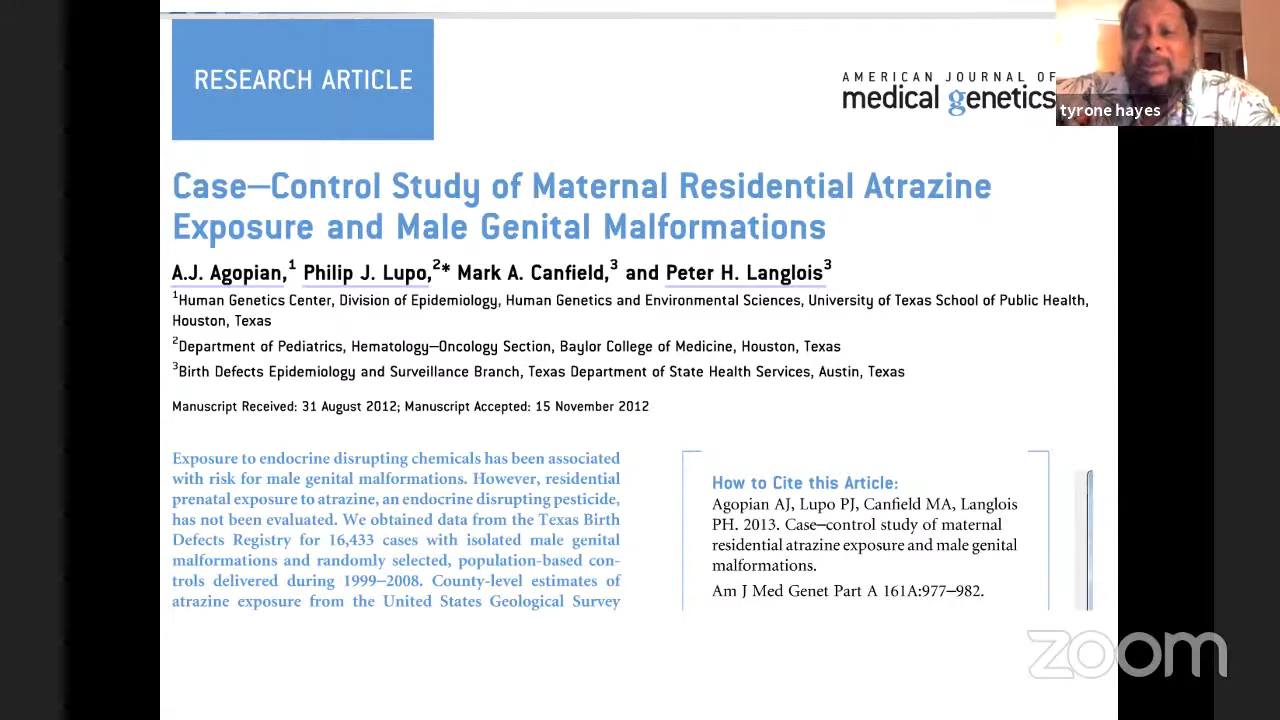 RESEARCH ARTICLE
AMERICAN JOURNAL OF
medical genetics
tyrone hayes
Case–Control Study of Maternal Residential Atrazine
Exposure and Male Genital Malformations
A.J. Agopian,1 Philip J. Lupo,2* Mark A. Canfield,3 and Peter H. Langlois3
1Human Genetics Center, Division of Epidemiology, Human Genetics and Environmental Sciences, University of Texas School of Public Health,
Houston, Texas
2Department of Pediatrics, Hematology–Oncology Section, Baylor College of Medicine, Houston, Texas
3Birth Defects Epidemiology and Surveillance Branch, Texas Department of State Health Services, Austin, Texas
Manuscript Received: 31 August 2012; Manuscript Accepted: 15 November 2012
Exposure to endocrine disrupting chemicals has been associated
with risk for male genital malformations. However, residential
prenatal exposure to atrazine, an endocrine disrupting pesticide,
has not been evaluated. We obtained data from the Texas Birth
Defects Registry for 16,433 cases with isolated male genital
malformations and randomly selected, population-based con-
trols delivered during 1999–2008. County-level estimates of
atrazine exposure from the United States Geological Survey
How to Cite this Article:
Agopian AJ, Lupo PJ, Canfield MA, Langlois
PH. 2013. Case–control study of maternal
residential atrazine exposure and male genital
malformations.
Am J Med Genet Part A 161A:977–982.
zoom